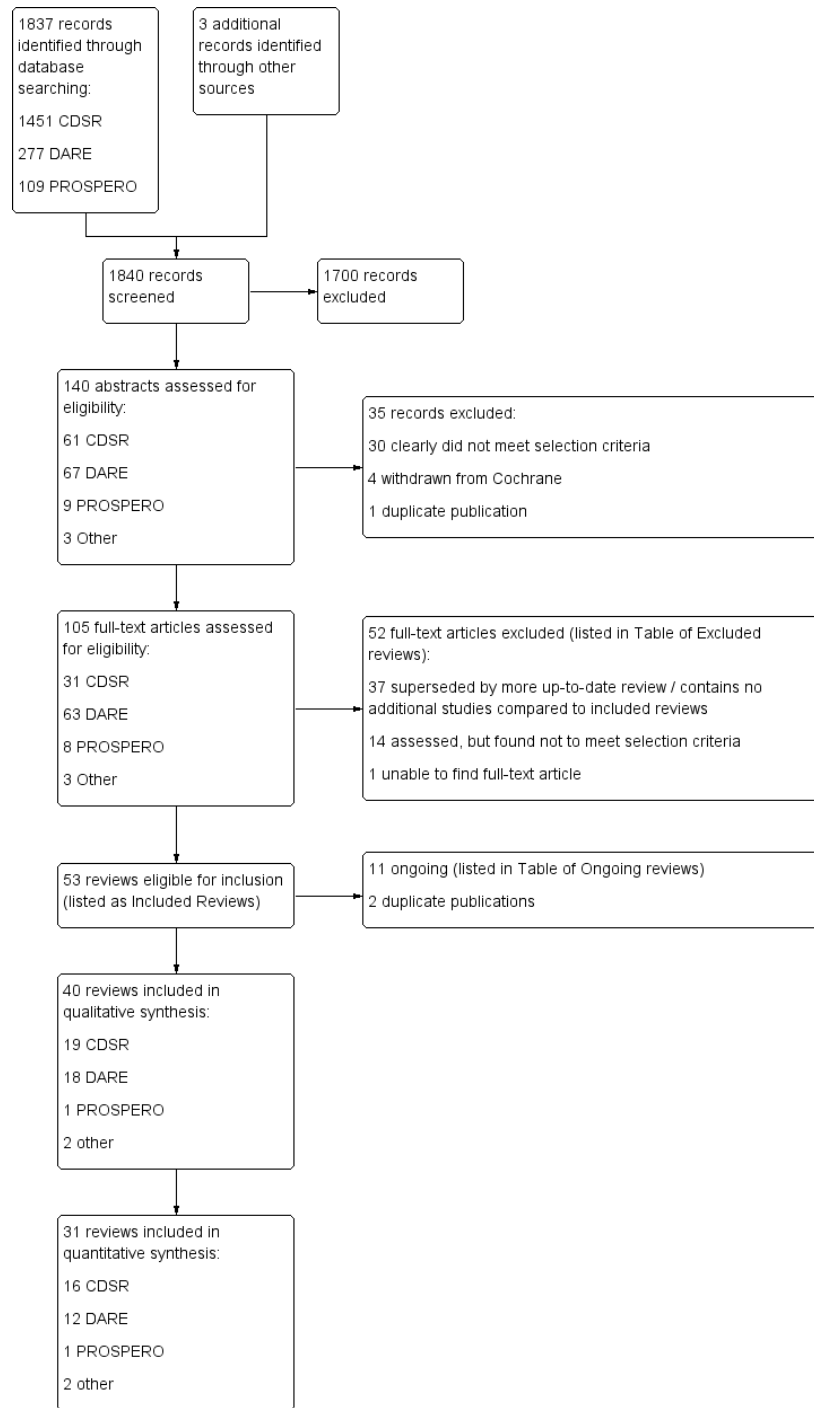 1837 records
identified through
database
searching:
1451 CDSR
277 DARE
109 PROSPERO
3 additional
records identified
through other
sources
1840 records
screened
1700 records
excluded
140 abstracts assessed for
eligibility:
61 CDSR
67 DARE
9 PROSPERO
3 Other
35 records excluded:
30 clearly did not meet selection criteria
4 withdrawn from Cochrane
1 duplicate publication
105 full-text articles assessed
for eligibility:
31 CDSR
63 DARE
8 PROSPERO
3 Other
52 full-text articles excluded (listed in Table of Excluded
reviews):
37 superseded by more up-to-date review / contains no
additional studies compared to included reviews
14 assessed, but found not to meet selection criteria
1 unable to find full-text article
53 reviews eligible for inclusion
(listed as Included Reviews)
11 ongoing (listed in Table of Ongoing reviews)
2 duplicate publications
40 reviews included in
qualitative synthesis:
19 CDSR
18 DARE
1 PROSPERO
2 other
31 reviews included in
quantitative synthesis:
16 CDSR
12 DARE
1 PROSPERO
2 other